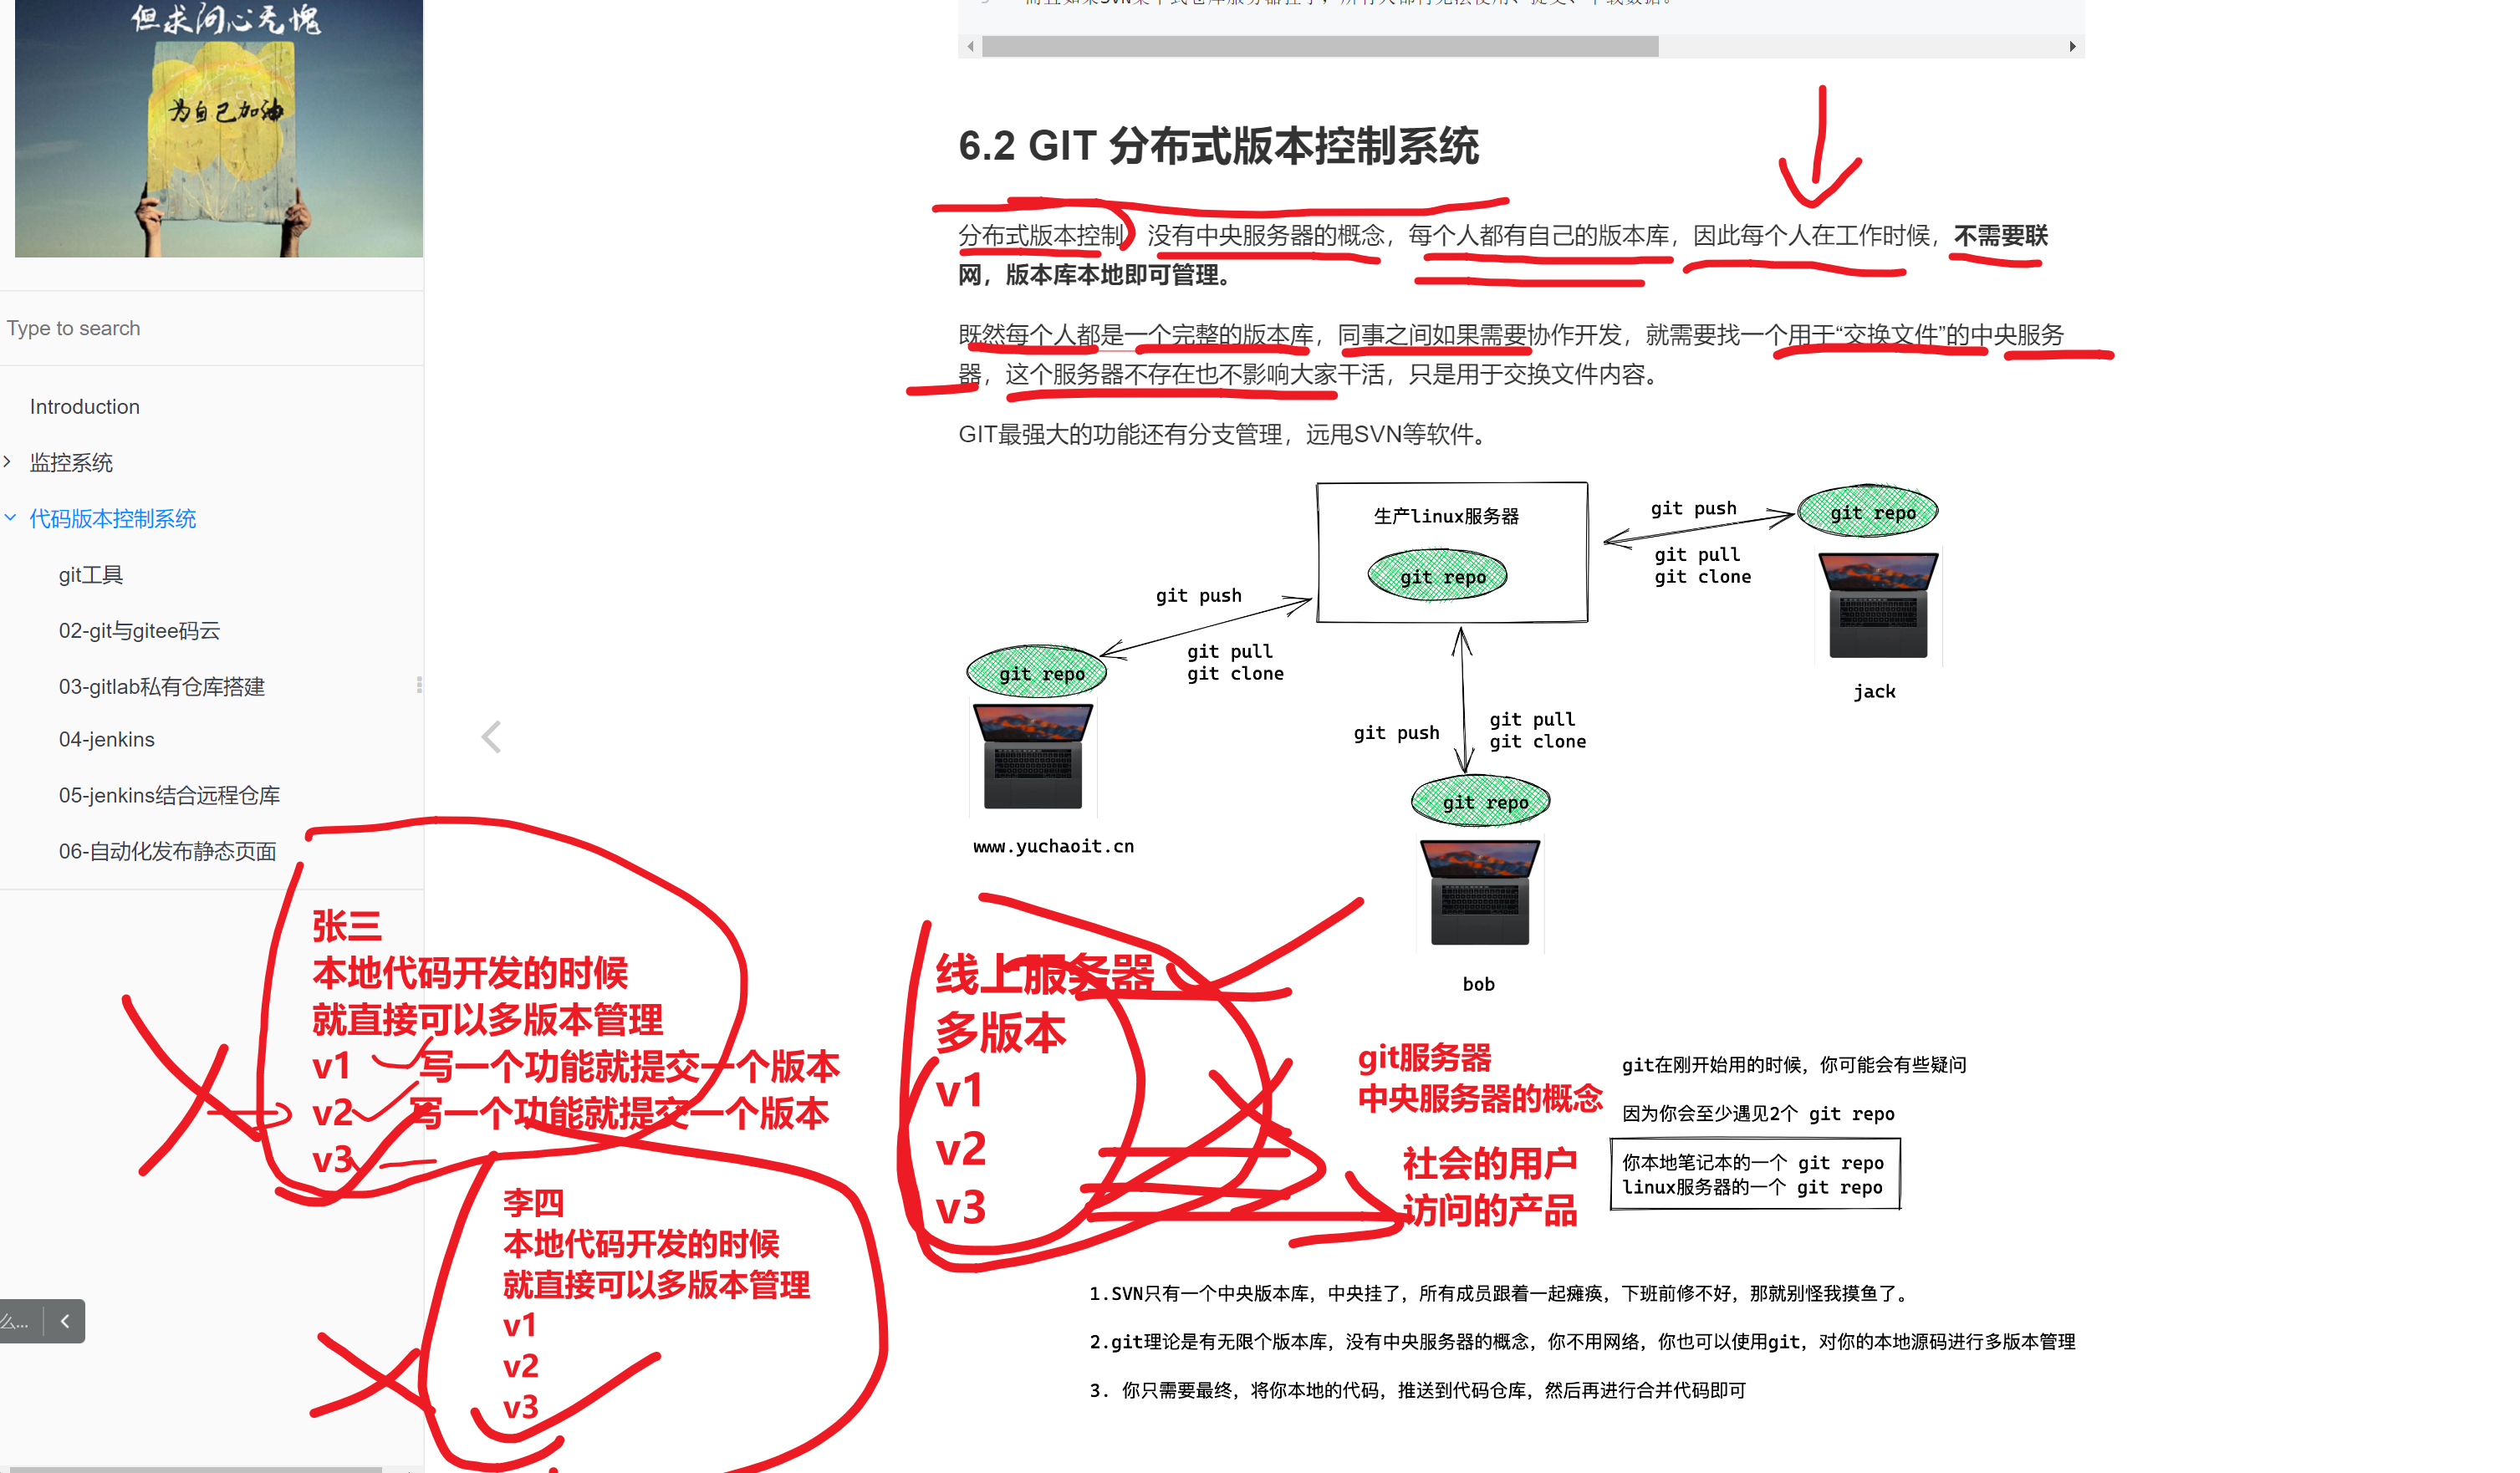 但求问心无愧
为自己加油
Type to search
Introduction
监控系统
代码版本控制系统
git工具
02-git与gitee码云
03-gitlab私有仓库搭建
04-jenkins
05-jenkins结合远程仓库
06-自动化发布静态页面
6.2 GIT 分布式版本控制系统
分布式版本控制，没有中央服务器的概念，每个人都有自己的版本库，因此每个人在工作时候，不需要联
网，版本库本地即可管理。
既然每个人都是一个完整的版本库，同事之间如果需要协作开发，就需要找一个用于“交换文件”的中央服务
器，这个服务器不存在也不影响大家干活，只是用于交换文件内容。
GIT最强大的功能还有分支管理，远甩SVN等软件。
生产linux服务器
git repo
git push
git pull
git clone
git repo
jack
git push
git pull
git clone
git repo
www.yuchaoit.cn
git push
git pull
git clone
git repo
bob
张三
本地代码开发的时候
就直接可以多版本管理
v1 写一个功能就提交一个版本
v2 写一个功能就提交一个版本
v3
李四
本地代码开发的时候
就直接可以多版本管理
v1
v2
v3
线上服务器
多版本
v1
v2
v3
git服务器
中央服务器的概念
社会的用户
访问的产品
git在刚开始用的时候，你可能会有些疑问
因为你会至少遇见2个 git repo
你本地笔记本的一个 git repo
linux服务器的一个 git repo
1.SVN只有一个中央版本库，中央挂了，所有成员跟着一起瘫痪，下班前修不好，那就别怪我摸鱼了。
2.git理论是有无限个版本库，没有中央服务器的概念，你不用网络，你也可以使用git，对你的本地源码进行多版本管理
3. 你只需要最终，将你本地的代码，推送到代码仓库，然后再进行合并代码即可
么...